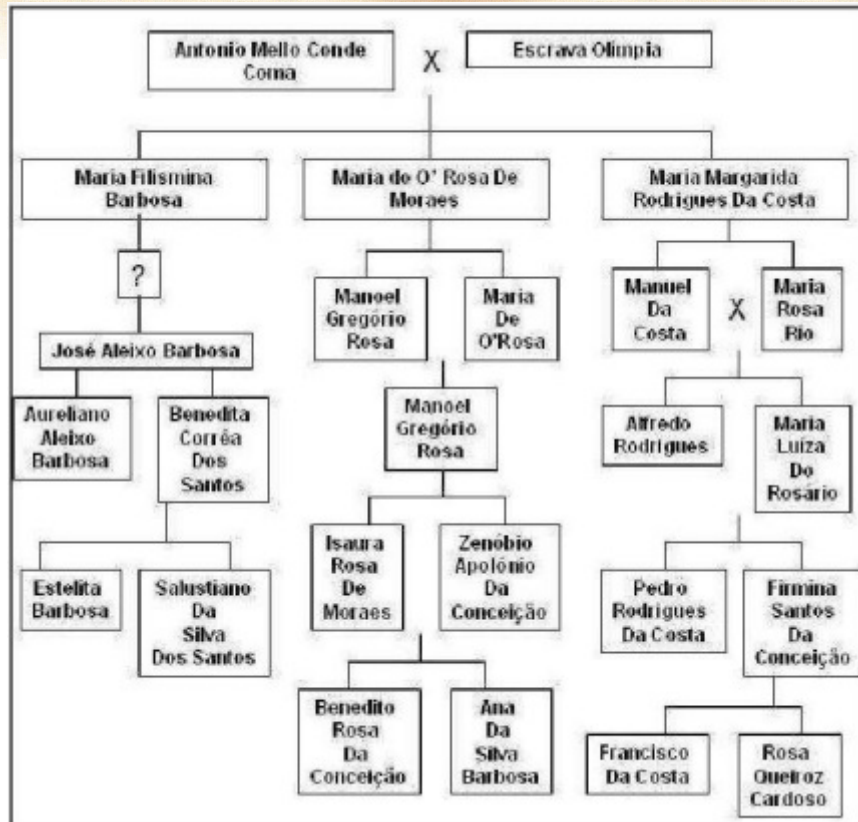 Antonio Mello Conde
Coma
X
Escrava Olimpia
Maria Filismina
Barbosa
Maria do O' Rosa De
Moraes
Maria Margarida
Rodrigues Da Costa
?
Manoel
Gregório
Rosa
Maria
De
O'Rosa
Manuel
Da
Costa
X
Maria
Rosa
Rio
José Aleixo Barbosa
Aureliano
Aleixo
Barbosa
Benedita
Corrêa
Dos
Santos
Manoel
Gregório
Rosa
Alfredo
Rodrigues
Maria
Luíza
Do
Rosário
Estelita
Barbosa
Salustiano
Da
Silva
Dos Santos
Isaura
Rosa
De
Moraes
Zenóbio
Apolônio
Da
Conceição
Pedro
Rodrigues
Da Costa
Firmina
Santos
Da
Conceição
Benedito
Rosa
Da
Conceição
Ana
Da
Silva
Barbosa
Francisco
Da Costa
Rosa
Queiroz
Cardoso